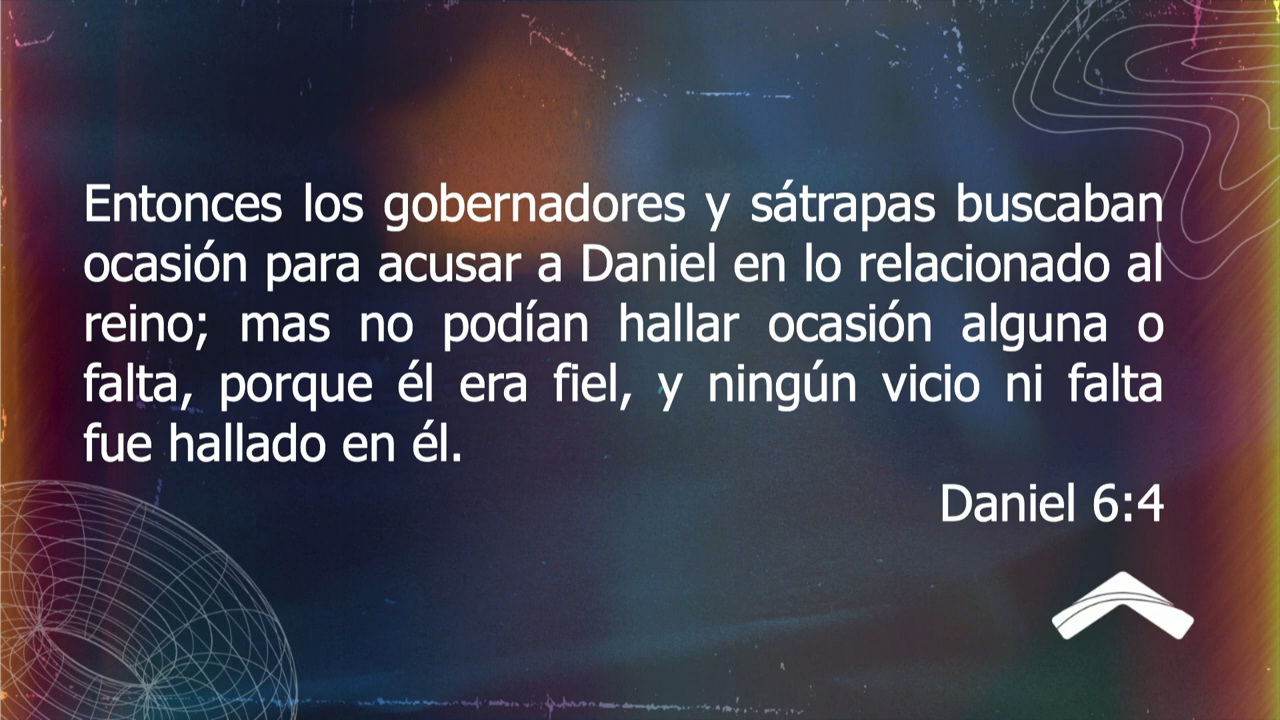 Entonces los gobernadores y sátrapas buscaban
ocasión para acusar a Daniel en lo relacionado al
reino; mas no podían hallar ocasión alguna o
falta, porque él era fiel, y ningún vicio ni falta
fue hallado en él.
Daniel 6:4